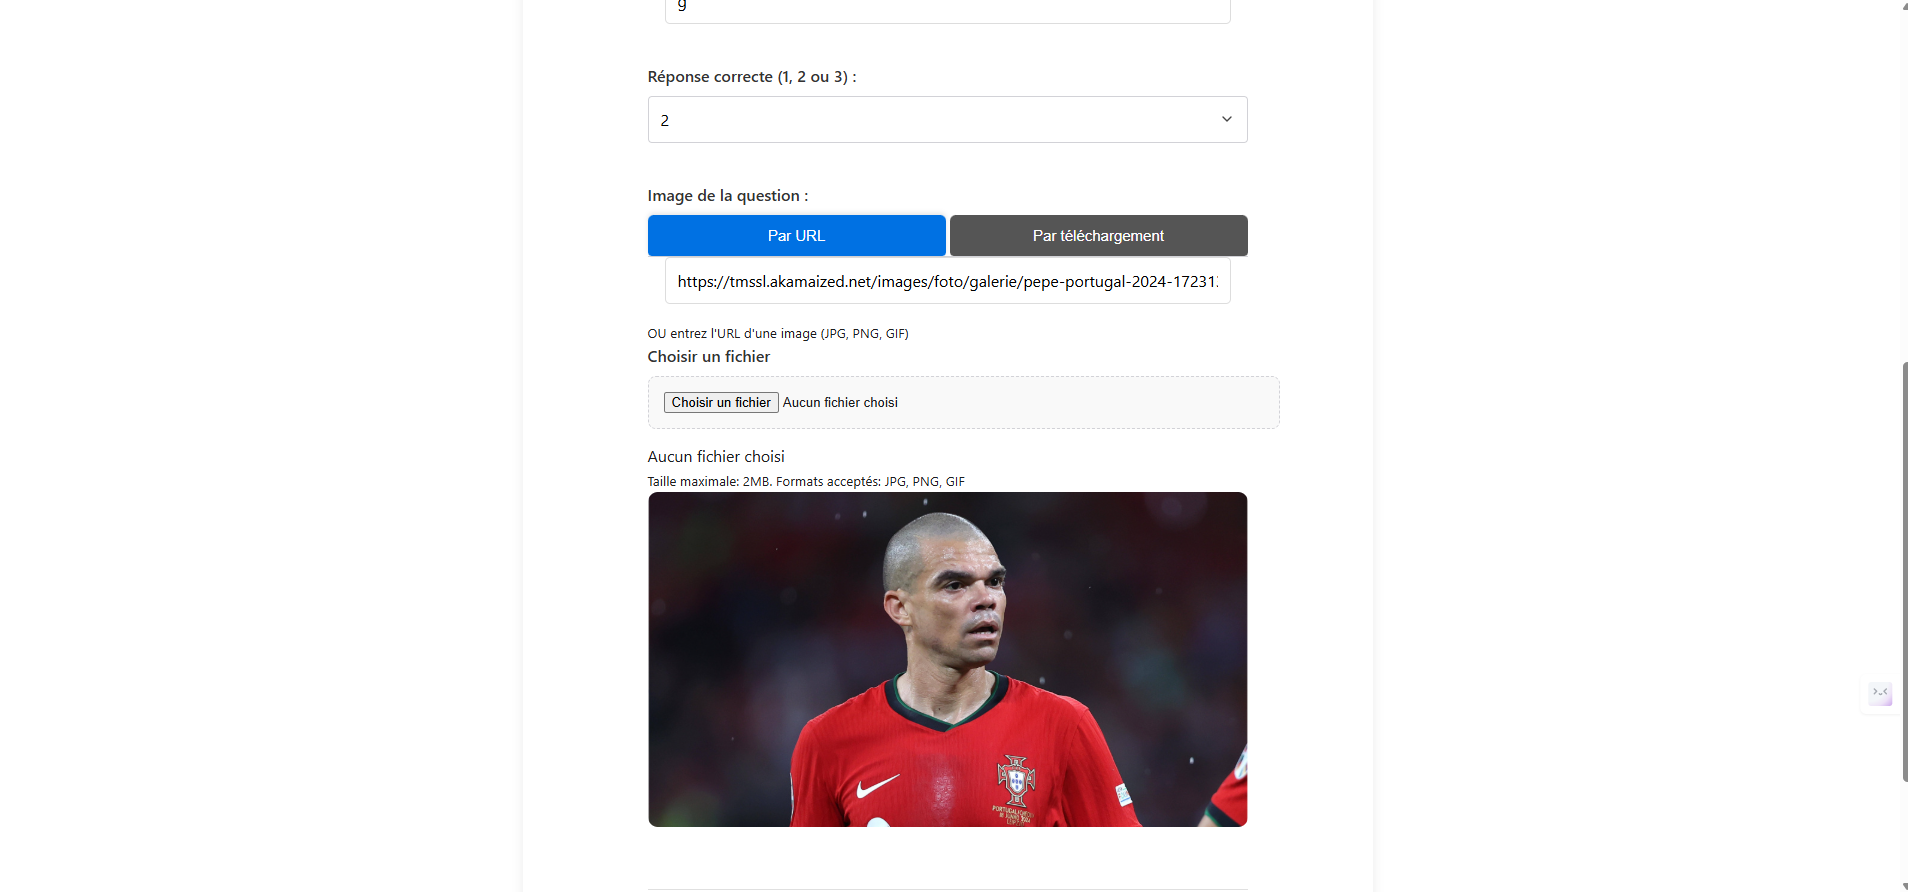 g
Réponse correcte (1, 2 ou 3) :
2
Image de la question :
Par URL
Par téléchargement
https://tmssl.akamaized.net/images/foto/galerie/pepe-portugal-2024-17231
OU entrez l'URL d'une image (JPG, PNG, GIF)
Choisir un fichier
Choisir un fichier Aucun fichier choisi
Aucun fichier choisi
Taille maximale: 2MB. Formats acceptés: JPG, PNG, GIF